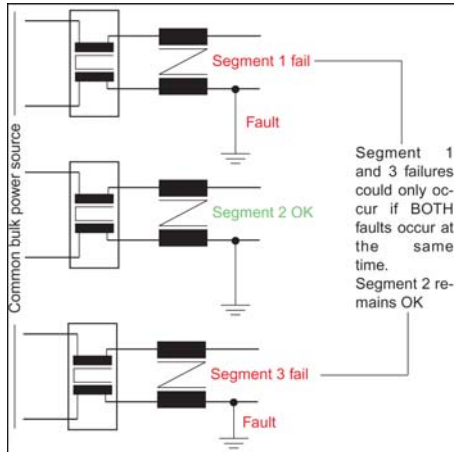 Common bulk power source
Segment 1 fail
Fault
Segment 2 OK
Segment 3 fail
Fault
Segment 1
and 3 failures
could only oc-
cur if BOTH
faults occur at
the same
time.
Segment 2 re-
mains OK